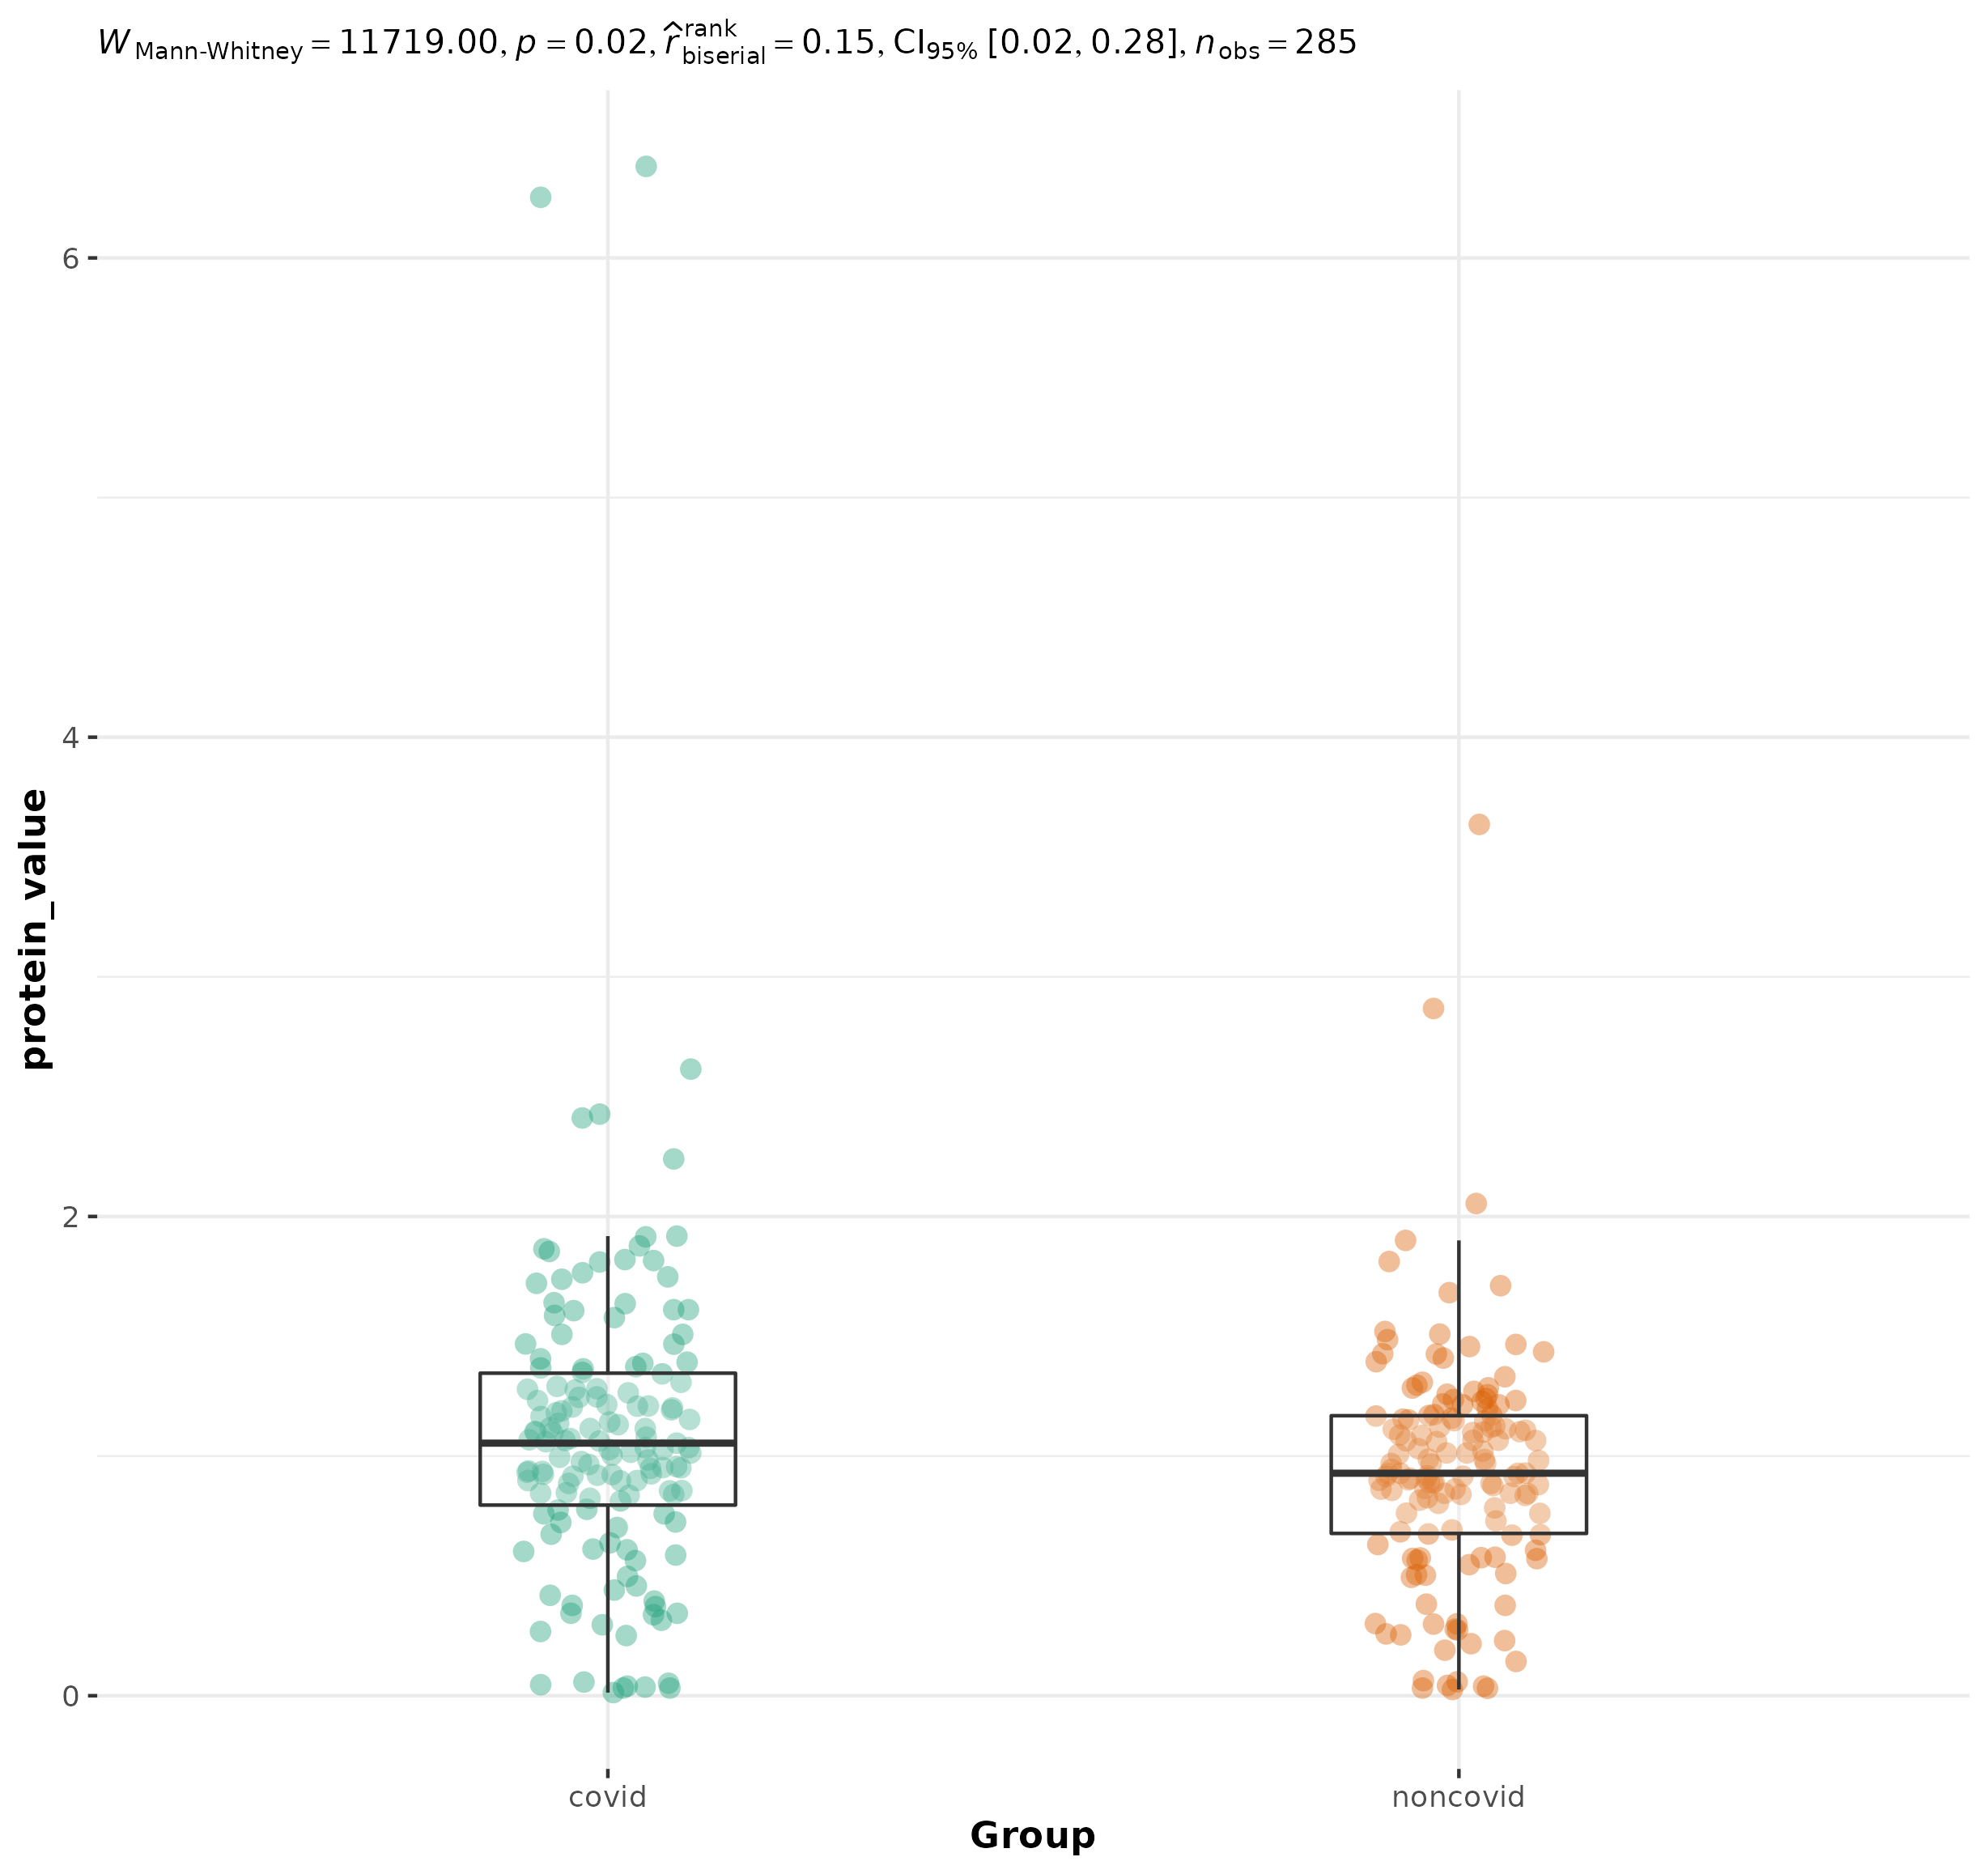 W Mann-Whitney = 11719.00, p = 0.02, r̂ rank biserial = 0.15, CI95% [0.02, 0.28], n obs = 285
6
4
2
0
protein_value
covid noncovid
Group